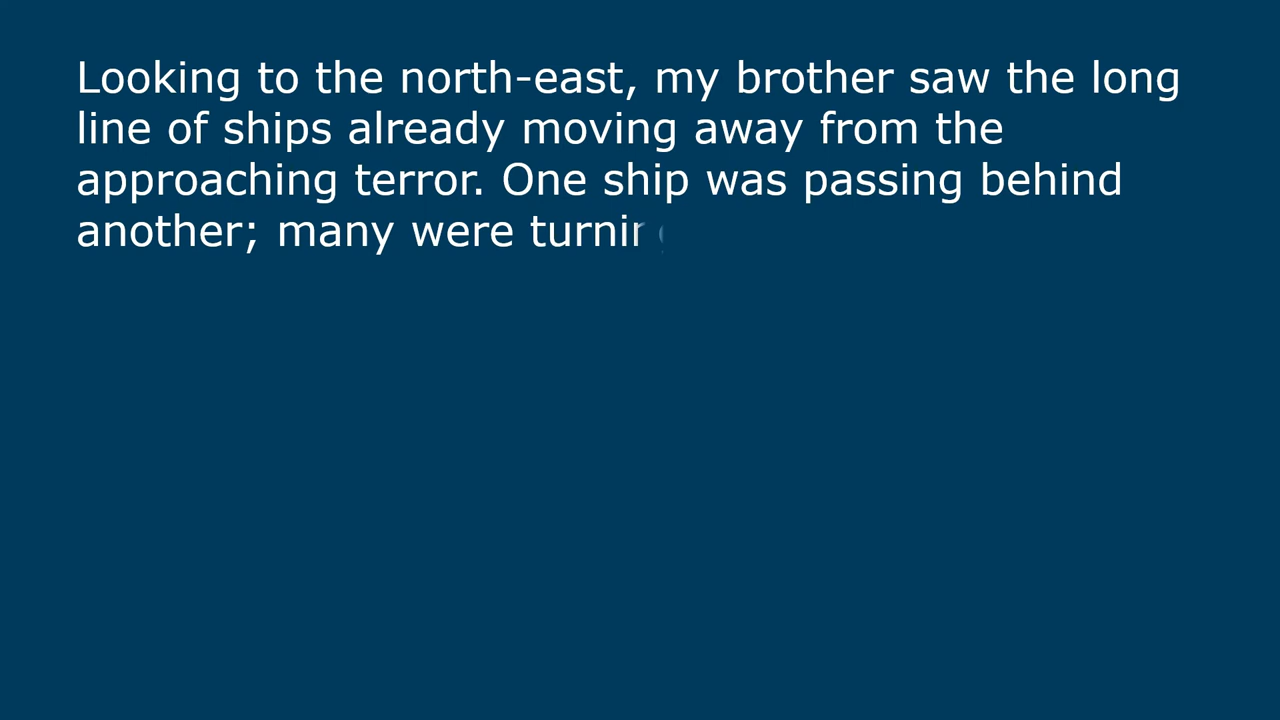 Looking to the north-east, my brother saw the long
line of ships already moving away from the
approaching terror. One ship was passing behind
another; many were